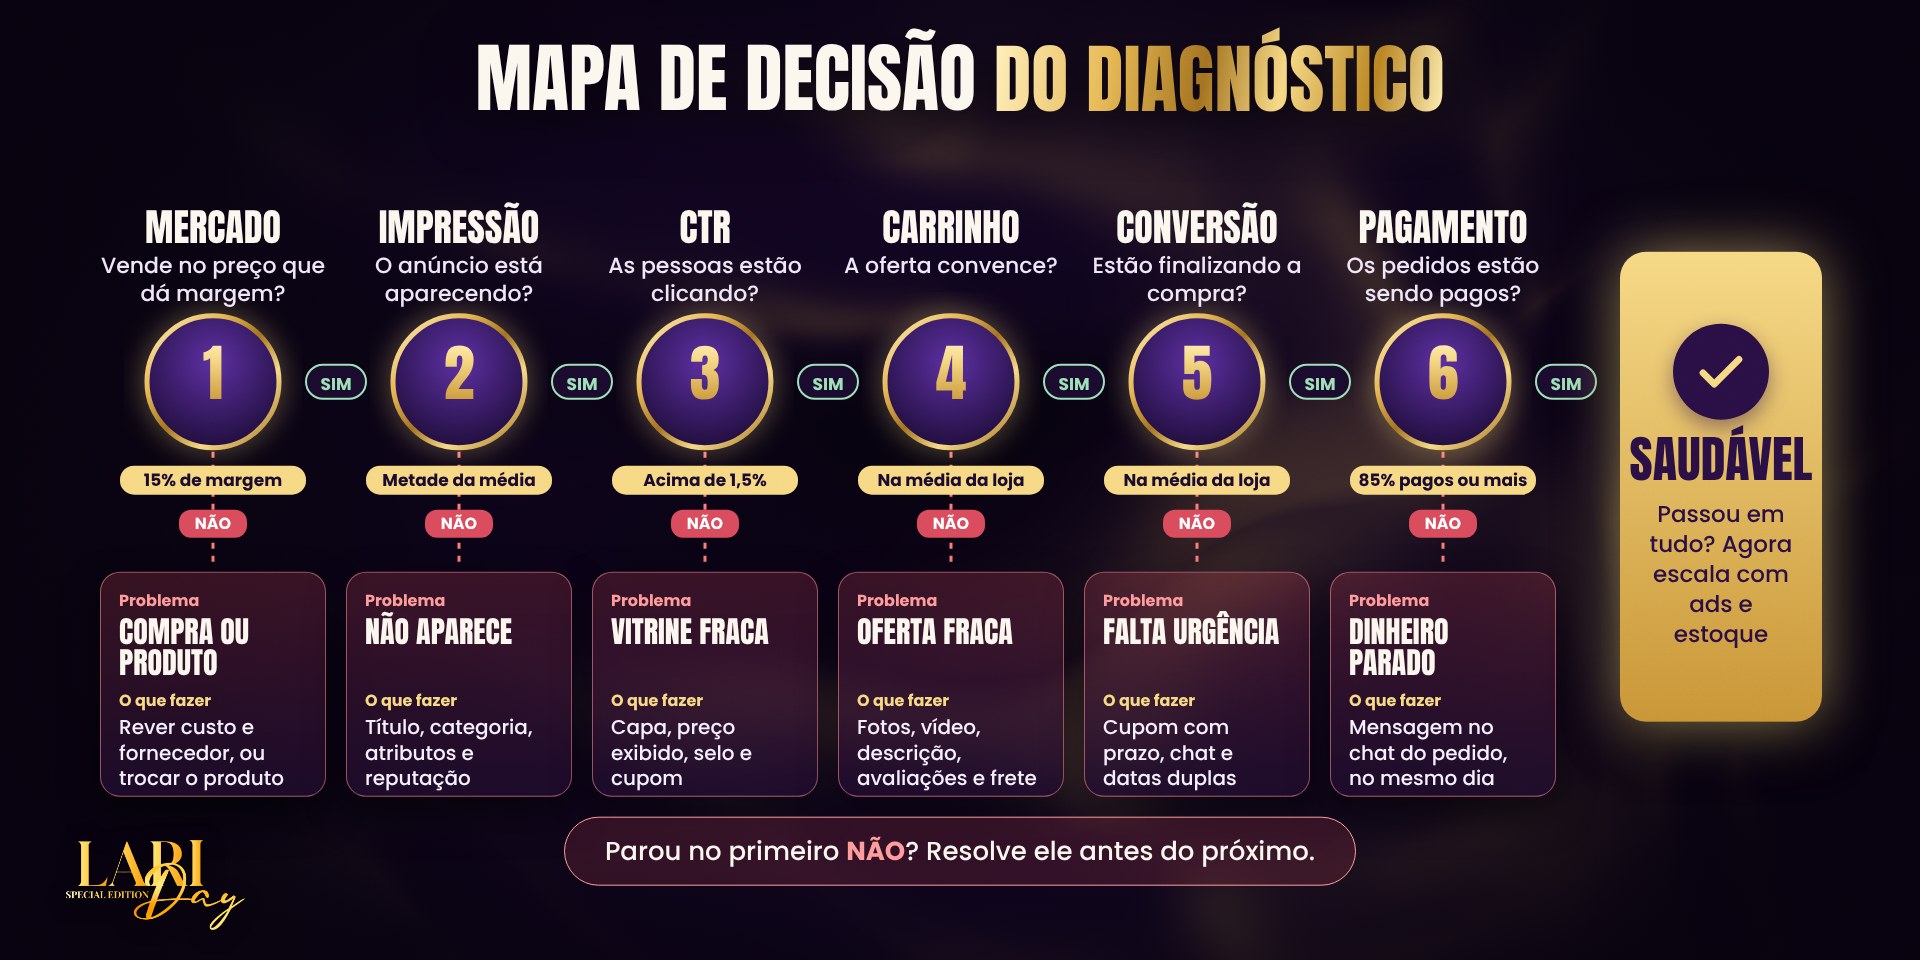 MAPA DE DECISÃO DO DIAGNÓSTICO
MERCADO
Vende no preço que
dá margem?
IMPRESSÃO
O anúncio está
aparecendo?
CTR
As pessoas estão
clicando?
CARRINHO
A oferta convence?
CONVERSÃO
Estão finalizando a
compra?
PAGAMENTO
Os pedidos estão
sendo pagos?
1
SIM
2
SIM
3
SIM
4
SIM
5
SIM
6
SIM
15% de margem
Metade da média
Acima de 1,5%
Na média da loja
Na média da loja
85% pagos ou mais
NÃO
NÃO
NÃO
NÃO
NÃO
NÃO
Problema
COMPRA OU
PRODUTO
O que fazer
Rever custo e
fornecedor, ou
trocar o produto
Problema
NÃO APARECE
O que fazer
Título, categoria,
atributos e
reputação
Problema
VITRINE FRACA
O que fazer
Capa, preço
exibido, selo e
cupom
Problema
OFERTA FRACA
O que fazer
Fotos, vídeo,
descrição,
avaliações e frete
Problema
FALTA URGÊNCIA
O que fazer
Cupom com
prazo, chat e
datas duplas
Problema
DINHEIRO
PARADO
O que fazer
Mensagem no
chat do pedido,
no mesmo dia
SAUDÁVEL
Passou em
tudo? Agora
escala com
ads e
estoque
Parou no primeiro NÃO? Resolve ele antes do próximo.
LARI
SPECIAL EDITION
Day